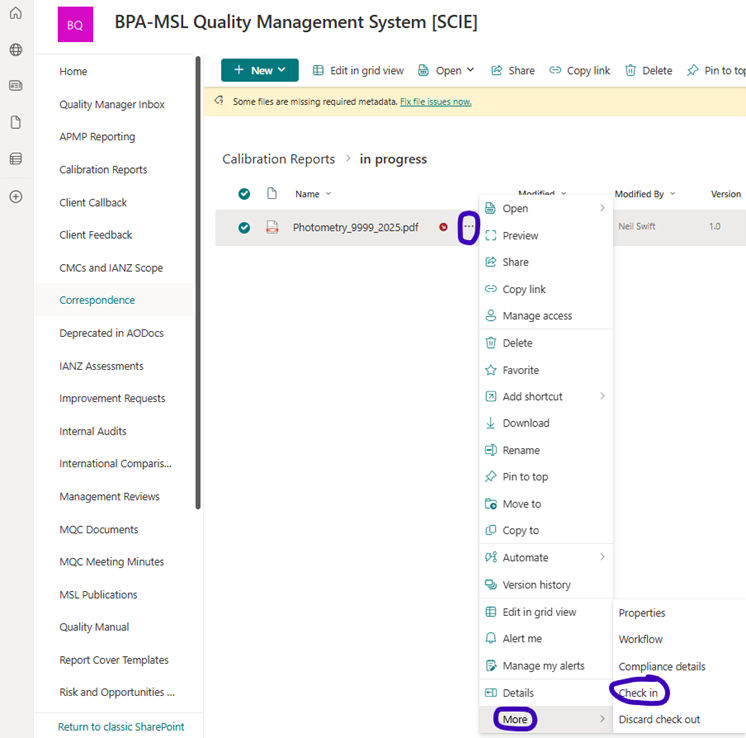 BQ
BPA-MSL Quality Management System [SCIE]
Home
Quality Manager Inbox
APMP Reporting
Calibration Reports
Client Callback
Client Feedback
CMCs and IANZ Scope
Correspondence
Deprecated in AODocs
IANZ Assessments
Improvement Requests
Internal Audits
International Comparis...
Management Reviews
MQC Documents
MQC Meeting Minutes
MSL Publications
Quality Manual
Report Cover Templates
Risk and Opportunities ...
Return to classic SharePoint
+ New Edit in grid view Open Share Copy link Delete Pin to top
Some files are missing required metadata. Fix file issues now.
Calibration Reports > in progress
Name Modified Modified By Version
Photometry_9999_2025.pdf ... Neil Swift 1.0
Open
Preview
Share
Copy link
Manage access
Delete
Favorite
Add shortcut
Download
Rename
Pin to top
Move to
Copy to
Automate
Version history
Edit in grid view
Alert me
Manage my alerts
Details
More
Properties
Workflow
Compliance details
Check in
Discard check out